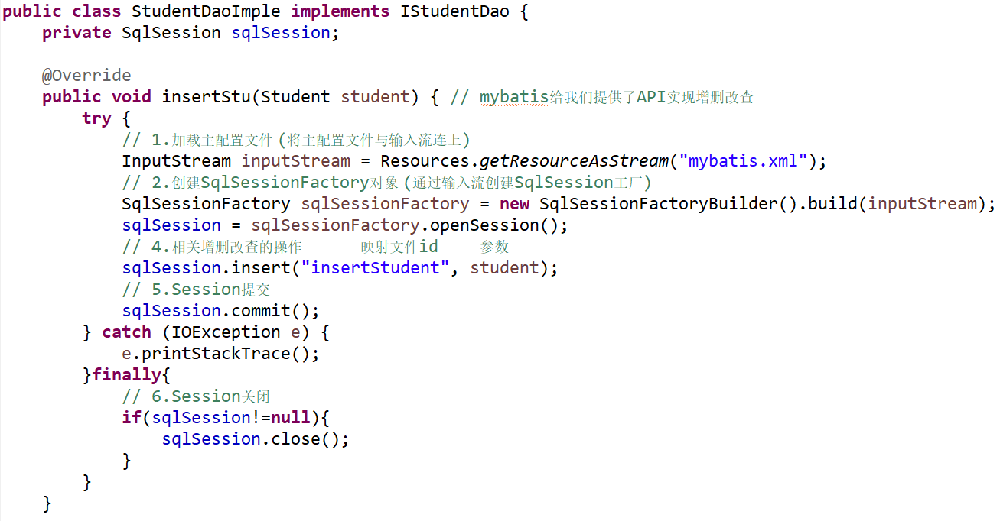 public class StudentDaoImple implements IStudentDao {
    private SqlSession sqlSession;

    @Override
    public void insertStu(Student student) { // mybatis给我们提供了API实现增删改查
        try {
            // 1.加载主配置文件(将主配置文件与输入流连上)
            InputStream inputStream = Resources.getResourceAsStream("mybatis.xml");
            // 2.创建SqlSessionFactory对象(通过输入流创建SqlSession工厂)
            SqlSessionFactory sqlSessionFactory = new SqlSessionFactoryBuilder().build(inputStream);
            sqlSession = sqlSessionFactory.openSession();
            // 4.相关增删改查的操作      映射文件id    参数
            sqlSession.insert("insertStudent", student);
            // 5.Session提交
            sqlSession.commit();
        } catch (IOException e) {
            e.printStackTrace();
        }finally{
            // 6.Session关闭
            if(sqlSession!=null){
                sqlSession.close();
            }
        }
    }